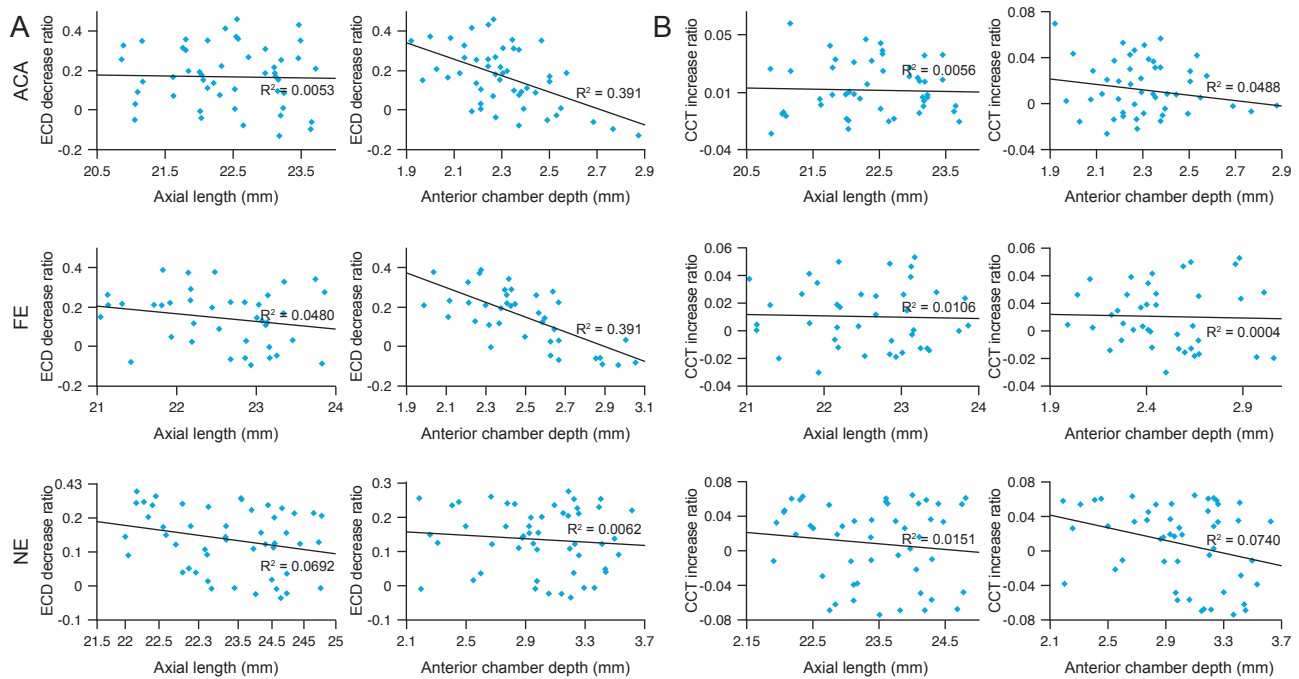 A
B
ACA
ECD decrease ratio
0.4
0.2
0
-0.2
R² = 0.0053
20.5 21.5 22.5 23.5
Axial length (mm)
ECD decrease ratio
0.4
0.2
0
-0.2
R² = 0.391
1.9 2.1 2.3 2.5 2.7 2.9
Anterior chamber depth (mm)
CCT increase ratio
0.05
0.01
-0.04
R² = 0.0056
20.5 21.5 22.5 23.5
Axial length (mm)
CCT increase ratio
0.08
0.04
0
-0.04
R² = 0.0488
1.9 2.1 2.3 2.5 2.7 2.9
Anterior chamber depth (mm)
FE
ECD decrease ratio
0.4
0.2
0
-0.2
R² = 0.0480
21 22 23 24
Axial length (mm)
ECD decrease ratio
0.4
0.2
0
-0.2
R² = 0.391
1.9 2.1 2.3 2.5 2.7 2.9 3.1
Anterior chamber depth (mm)
CCT increase ratio
0.06
0.04
0.02
0
-0.02
-0.04
R² = 0.0106
21 22 23 24
Axial length (mm)
CCT increase ratio
0.06
0.04
0.02
0
-0.02
-0.04
R² = 0.0004
1.9 2.4 2.9
Anterior chamber depth (mm)
NE
ECD decrease ratio
0.43
0.2
0.1
-0.1
R² = 0.0692
21.5 22 22.5 22.3 23.5 24.5 24.5 25
Axial length (mm)
ECD decrease ratio
0.3
0.2
0.1
0
-0.1
R² = 0.0062
2.1 2.5 2.9 3.3 3.7
Anterior chamber depth (mm)
CCT increase ratio
0.08
0.04
0
-0.04
-0.08
R² = 0.0151
2.15 22.5 23.5 24.5
Axial length (mm)
CCT increase ratio
0.08
0.04
0
-0.04
-0.08
R² = 0.0740
2.1 2.5 2.9 3.3 3.7
Anterior chamber depth (mm)